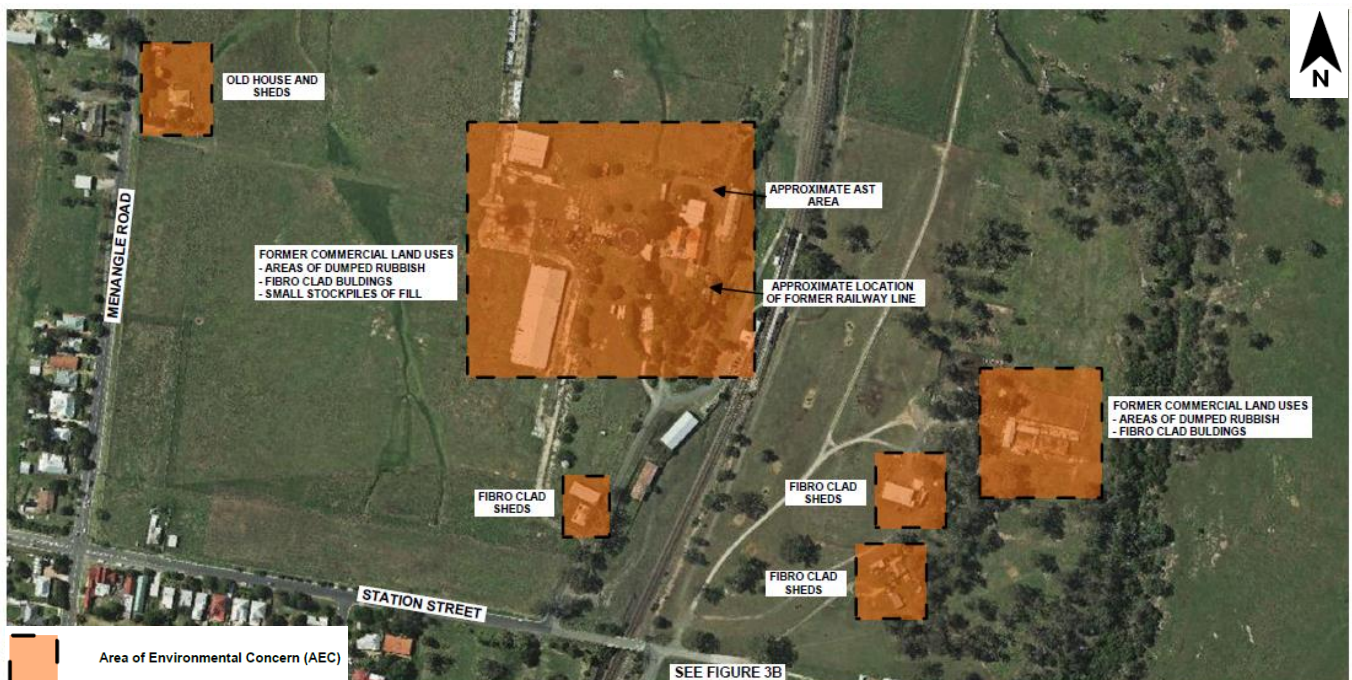 N
OLD HOUSE AND
SHEDS
APPROXIMATE AST
AREA
MENANGLE ROAD
FORMER COMMERCIAL LAND USES
- AREAS OF DUMPED RUBBISH
- FIBRO CLAD BULDINGS
- SMALL STOCKPILES OF FILL
APPROXIMATE LOCATION
OF FORMER RAILWAY LINE
FORMER COMMERCIAL LAND USES
- AREAS OF DUMPED RUBBISH
- FIBRO CLAD BULDINGS
FIBRO CLAD
SHEDS
FIBRO CLAD
SHEDS
FIBRO CLAD
SHEDS
STATION STREET
Area of Environmental Concern (AEC)
SEE FIGURE 3B